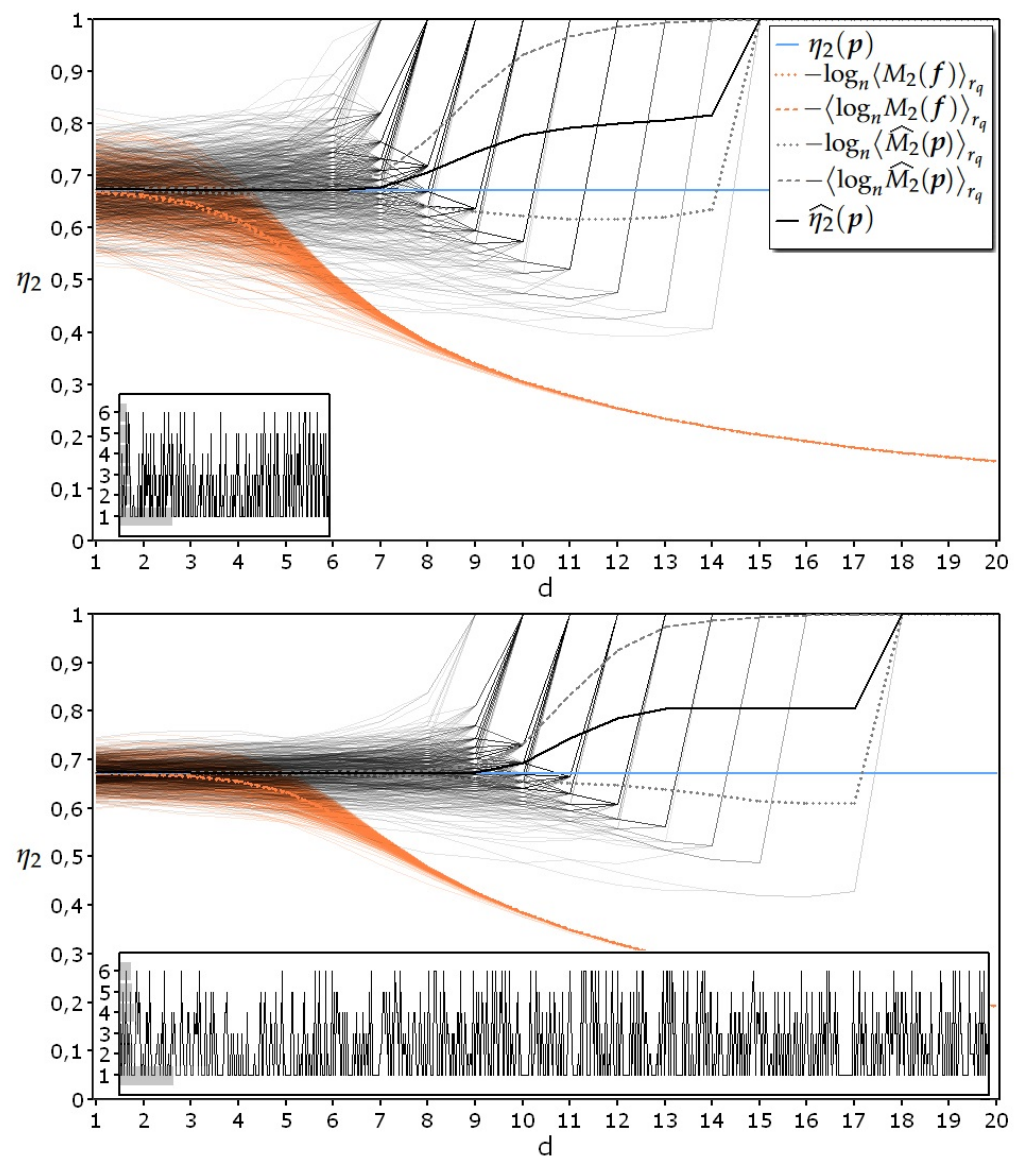 1
0,9
η₂(p)
−logₙ⟨M₂(f)⟩r_q
−⟨logₙ M₂(f)⟩r_q
−logₙ⟨M̂₂(p)⟩r_q
−⟨logₙ M̂₂(p)⟩r_q
η̂₂(p)
0,8
0,7
0,6
η₂ 0,5
0,4
0,3
0,2
0,1
0
6
5
4
3
2
1
1 2 3 4 5 6 7 8 9 10 11 12 13 14 15 16 17 18 19 20
d
1
0,9
0,8
0,7
0,6
η₂ 0,5
0,4
0,3
0,2
0,1
0
6
5
4
3
2
1
1 2 3 4 5 6 7 8 9 10 11 12 13 14 15 16 17 18 19 20
d